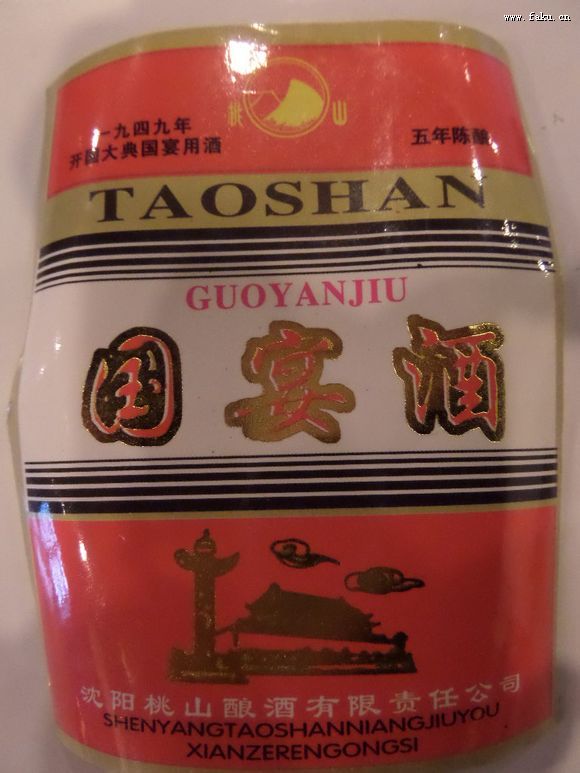 www.faku.cn
桃 山
一九四九年
开国大典国宴用酒
五年陈酿
TAOSHAN
GUOYANJIU
国宴酒
沈阳桃山酿酒有限责任公司
SHENYANGTAOSHANNIANGJIUYOU
XIANZERENGONGSI